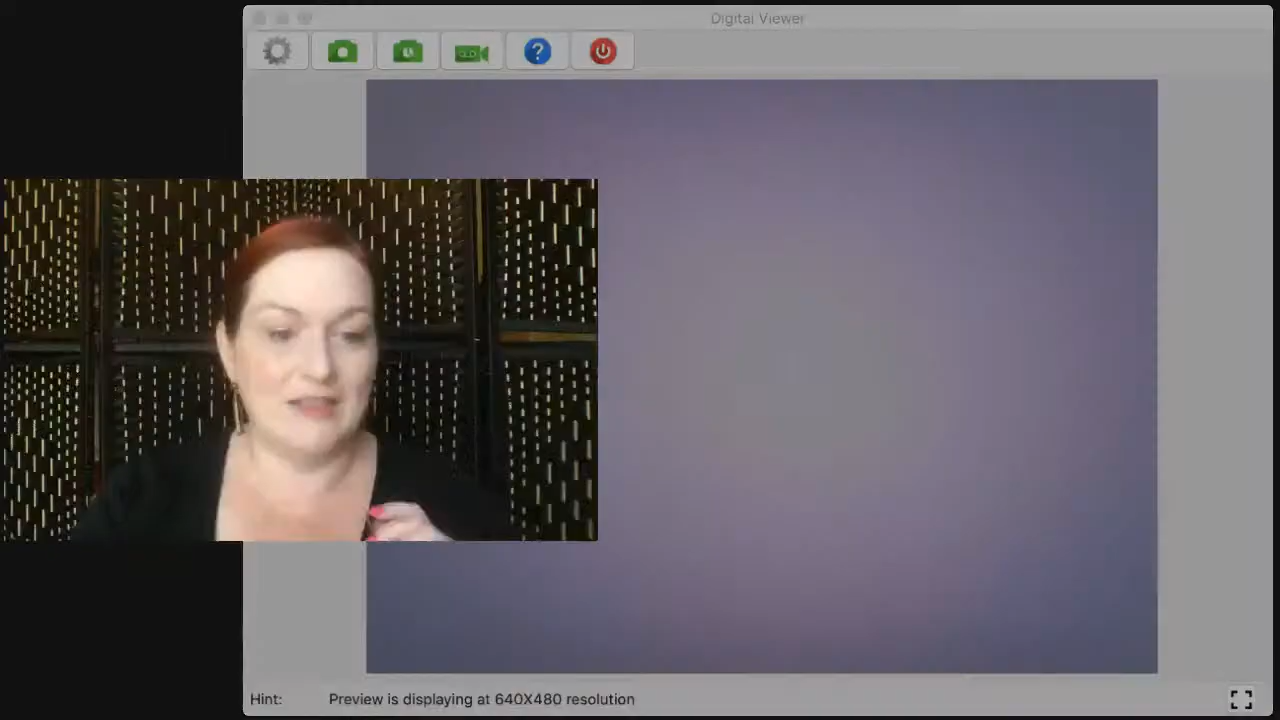 Digital Viewer
Hint: Preview is displaying at 640X480 resolution